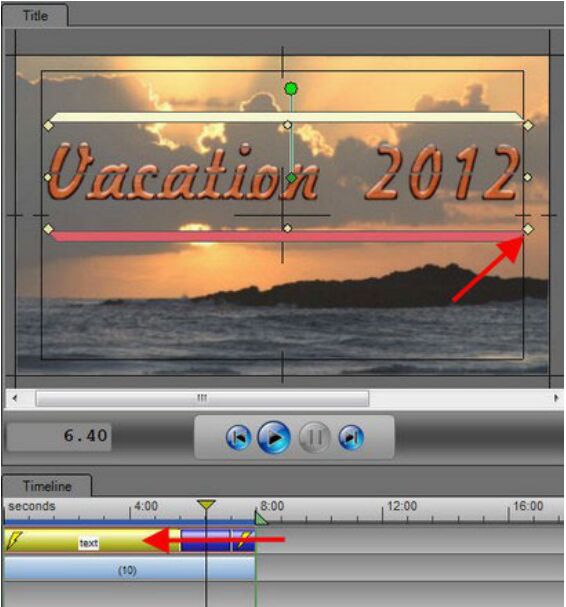 Title
Vacation 2012
6.40
Timeline
seconds 4:00 8:00 12:00 16:00
text
(10)